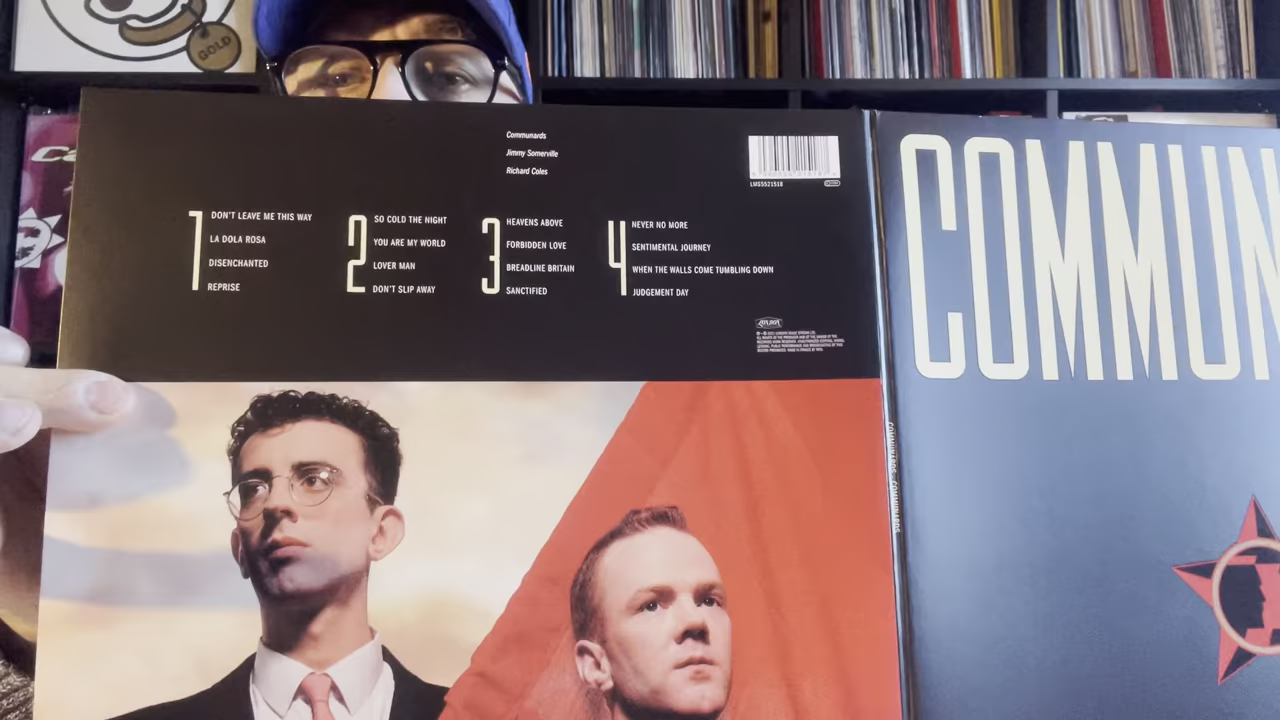 GOLD
Ca
Communards
Jimmy Somerville
Richard Coles
LMS5521518
1
DON'T LEAVE ME THIS WAY
LA DOLA ROSA
DISENCHANTED
REPRISE
2
SO COLD THE NIGHT
YOU ARE MY WORLD
LOVER MAN
DON'T SLIP AWAY
3
HEAVENS ABOVE
FORBIDDEN LOVE
BREADLINE BRITAIN
SANCTIFIED
4
NEVER NO MORE
SENTIMENTAL JOURNEY
WHEN THE WALLS COME TUMBLING DOWN
JUDGEMENT DAY
LONDON
COMMUNARDS COMMUNARDS
COMMUN